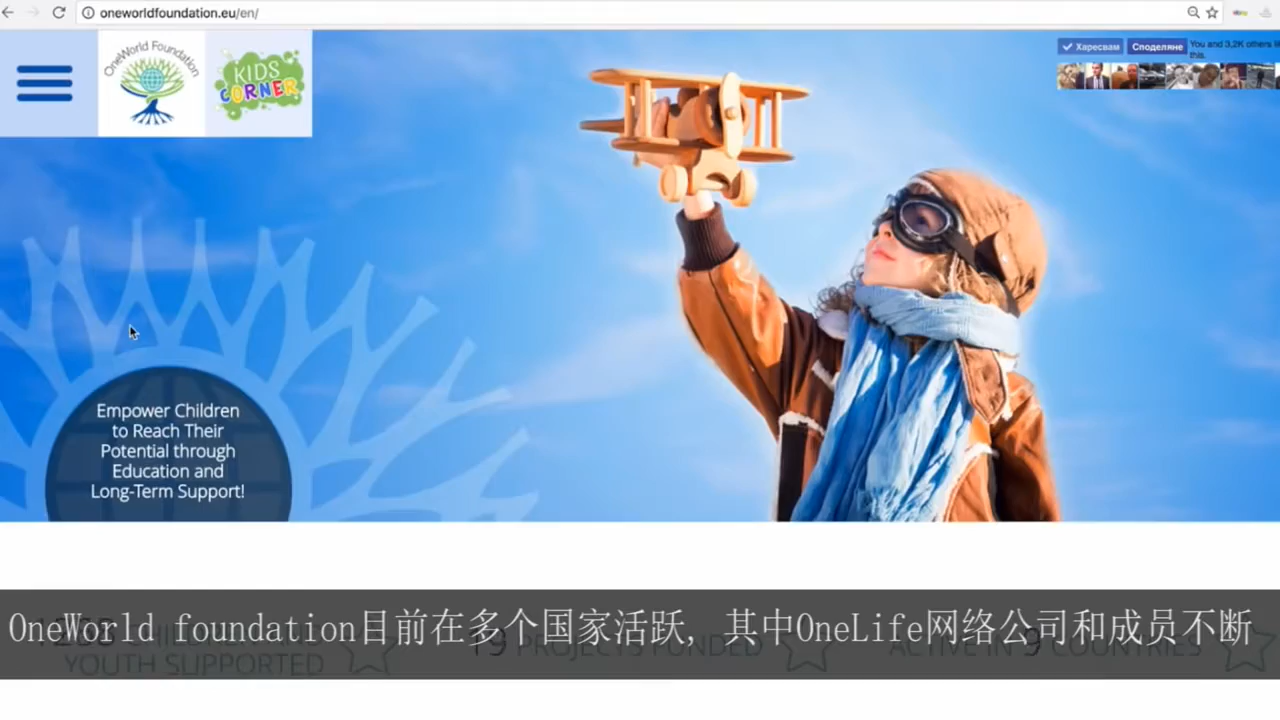 oneworldfoundation.eu/en/
OneWorld Foundation
KIDS
CORNER
Харесвам
Споделяне
You and 3,2K others
this.
Empower Children
to Reach Their
Potential through
Education and
Long-Term Support!
OneWorld foundation目前在多个国家活跃, 其中OneLife网络公司和成员不断
19 PROJECTS FUNDED
ACTIVE IN 9 COUNTRIES
YOUTH SUPPORTED